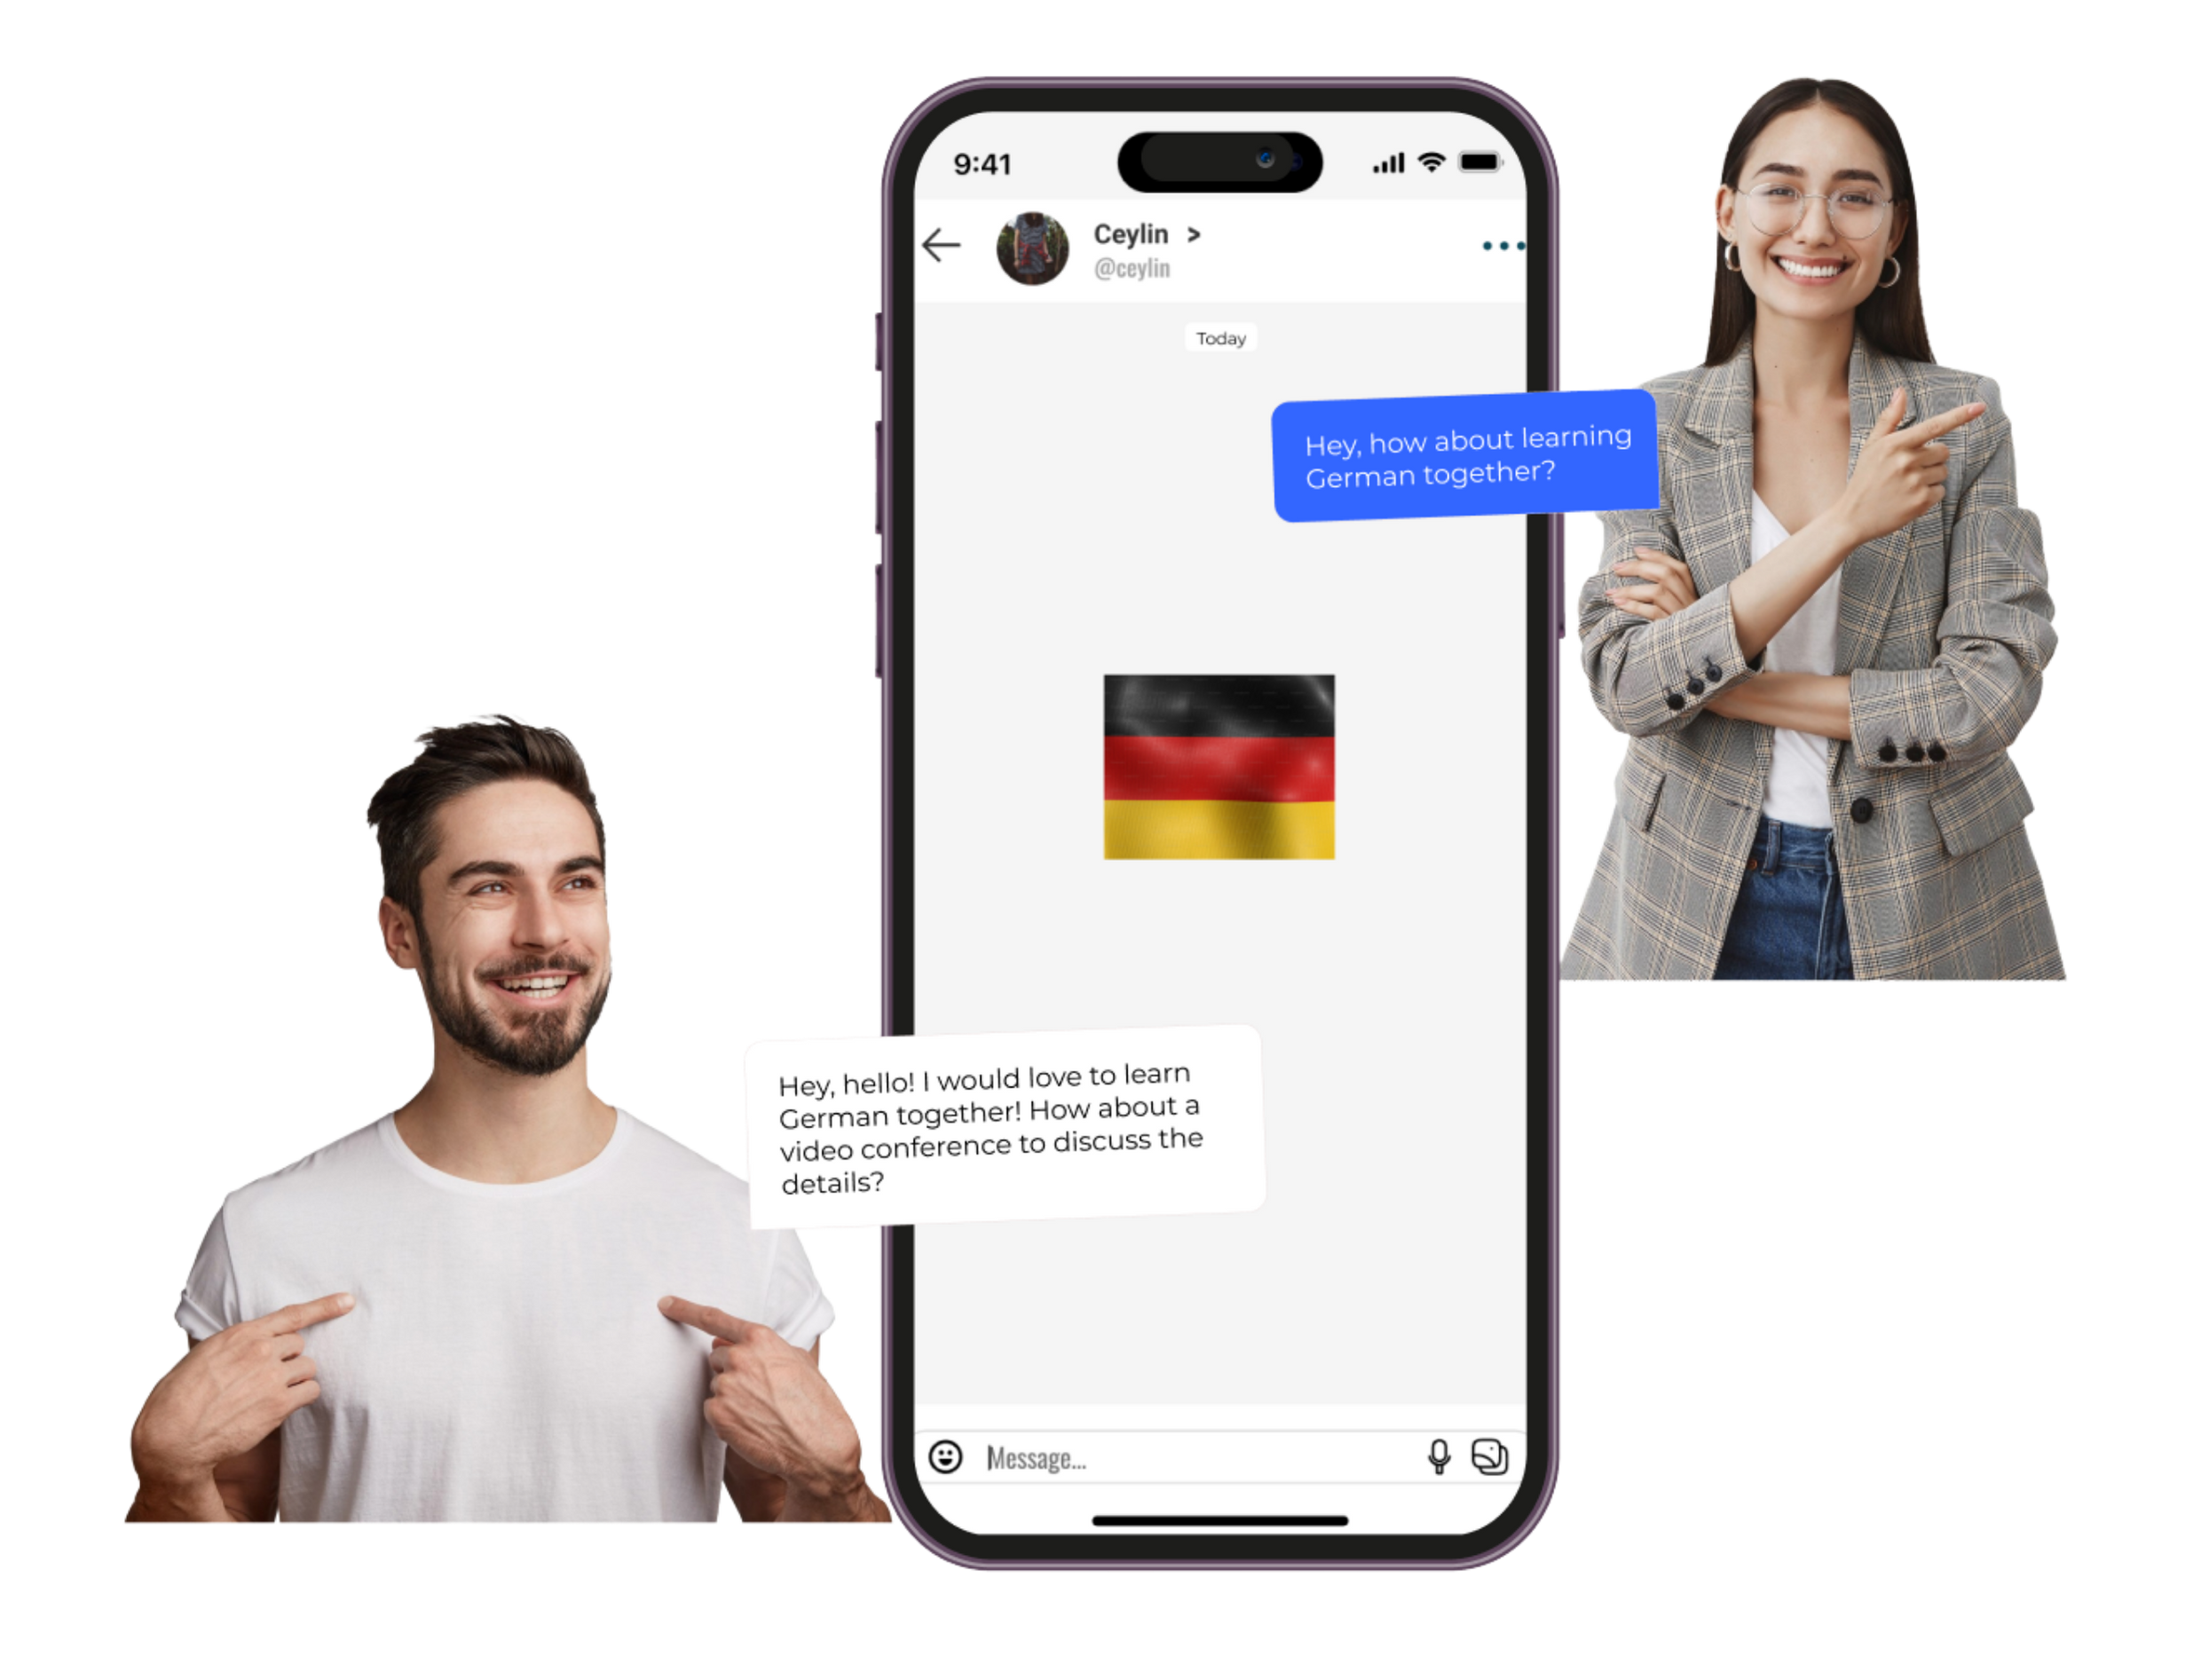 9:41
Ceylin >
@ceylin
Today
Hey, how about learning
German together?
Hey, hello! I would love to learn
German together! How about a
video conference to discuss the
details?
Message...